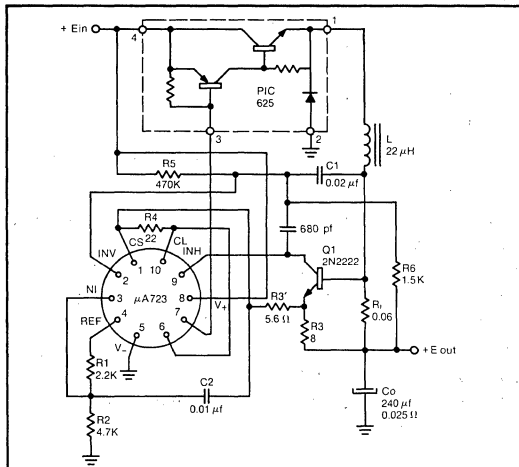 + Ein
4
1
PIC
625
3
2
L
22 μH
R5
470K
C1
0.02 μf
R4
22
680 pf
INV
CS
CL
INH
1
10
2
9
Q1
2N2222
R6
1.5K
NI
3
μA723
8
V+
R3'
5.6 Ω
R3
8
Rı
0.06
REF
4
V–
5
6
7
R1
2.2K
C2
0.01 μf
+E out
R2
4.7K
Co
240 μf
0.025 Ω